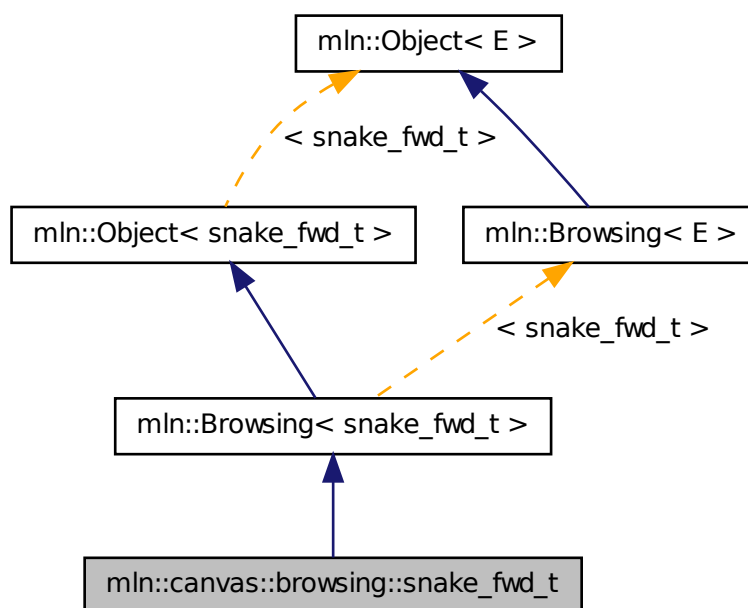 mln::Object< E >
< snake_fwd_t >
mln::Object< snake_fwd_t >
mln::Browsing< E >
< snake_fwd_t >
mln::Browsing< snake_fwd_t >
mln::canvas::browsing::snake_fwd_t